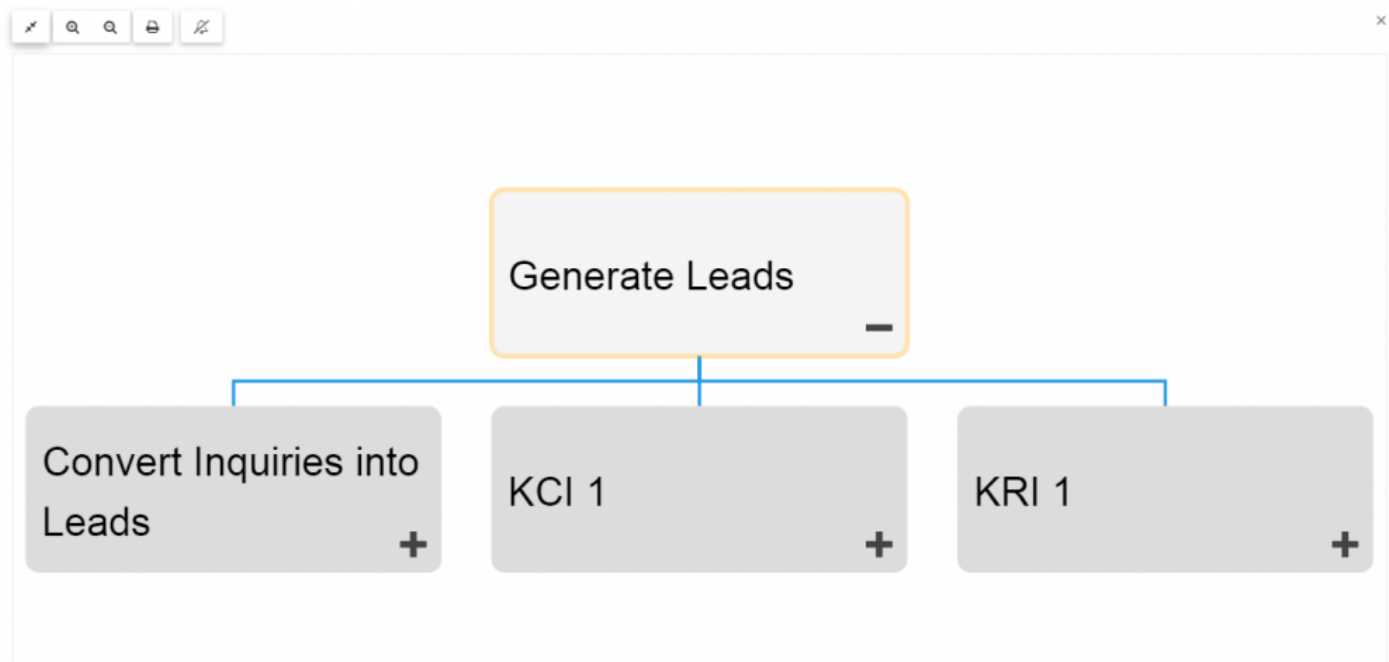 Generate Leads
Convert Inquiries into
Leads
KCI 1
KRI 1